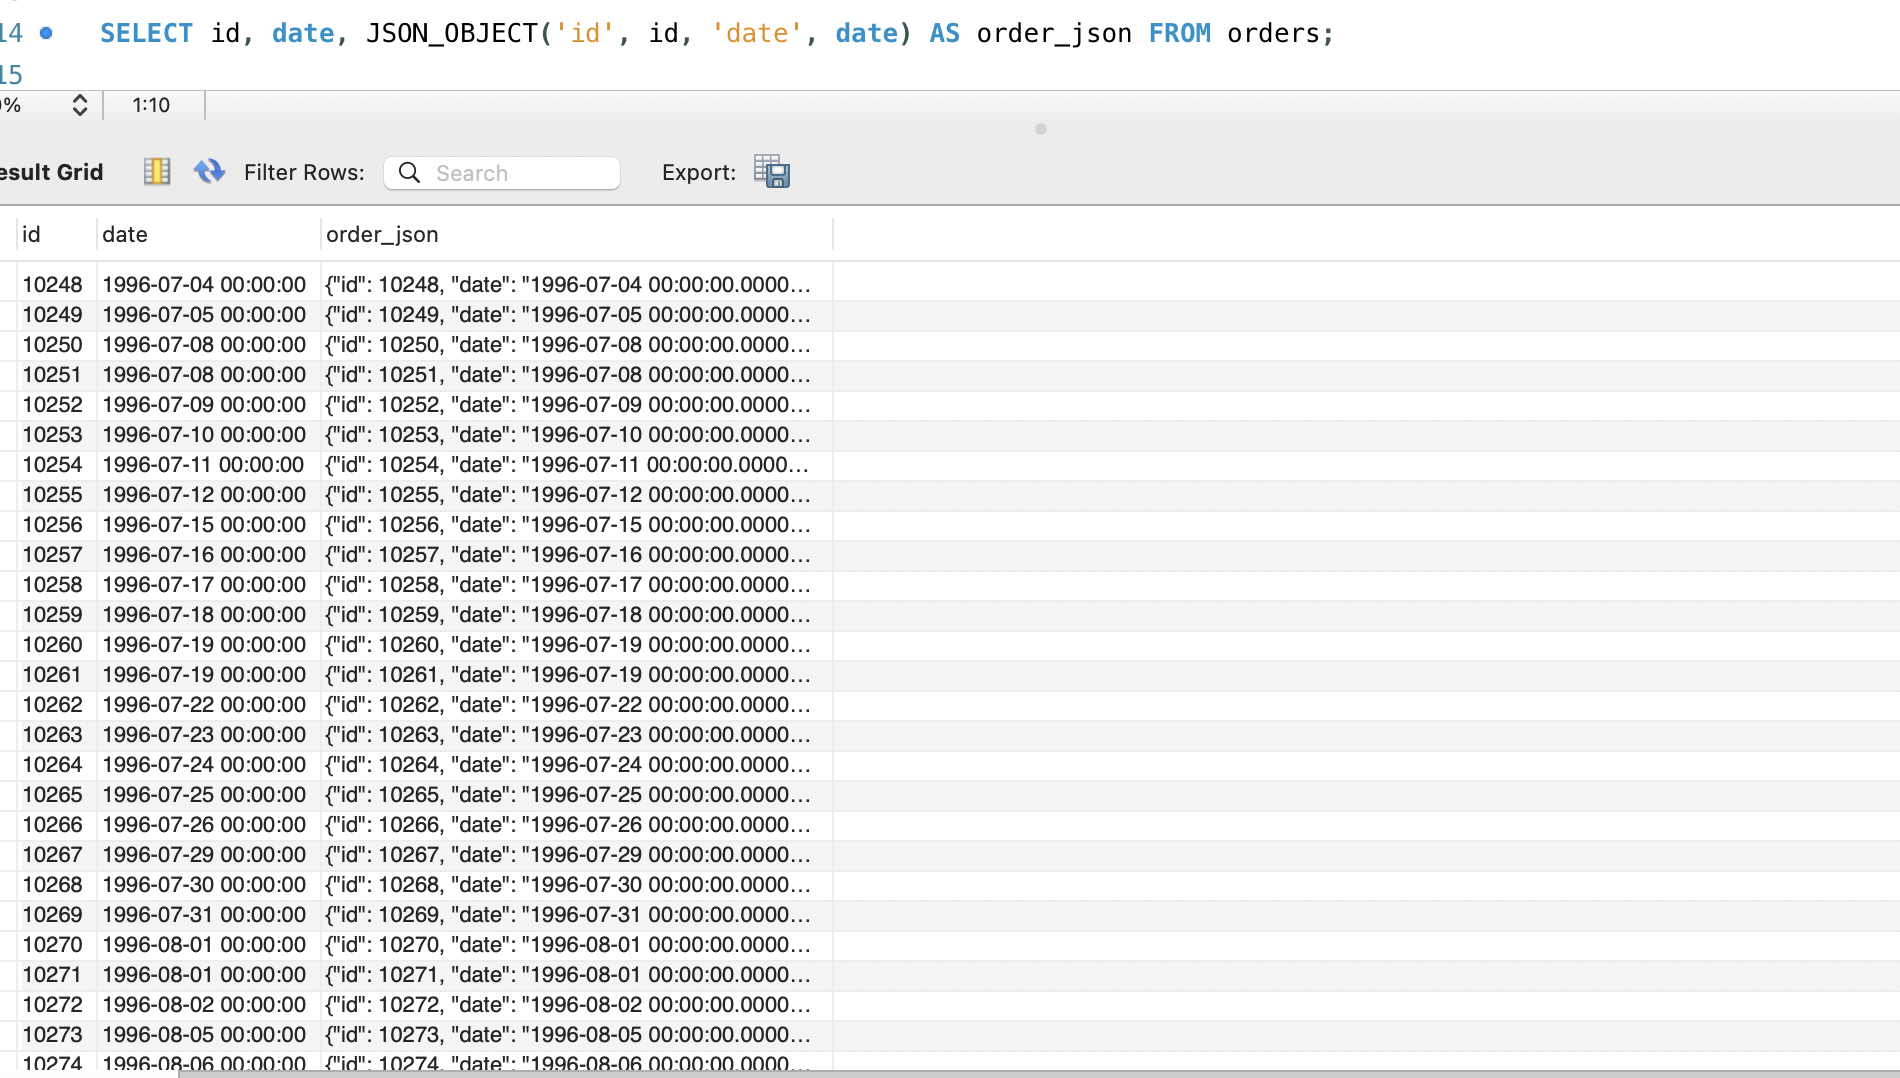 14 SELECT id, date, JSON_OBJECT('id', id, 'date', date) AS order_json FROM orders;
15
% 1:10
esult Grid Filter Rows: Search Export:
id date order_json
10248 1996-07-04 00:00:00 {"id": 10248, "date": "1996-07-04 00:00:00.0000...
10249 1996-07-05 00:00:00 {"id": 10249, "date": "1996-07-05 00:00:00.0000...
10250 1996-07-08 00:00:00 {"id": 10250, "date": "1996-07-08 00:00:00.0000...
10251 1996-07-08 00:00:00 {"id": 10251, "date": "1996-07-08 00:00:00.0000...
10252 1996-07-09 00:00:00 {"id": 10252, "date": "1996-07-09 00:00:00.0000...
10253 1996-07-10 00:00:00 {"id": 10253, "date": "1996-07-10 00:00:00.0000...
10254 1996-07-11 00:00:00 {"id": 10254, "date": "1996-07-11 00:00:00.0000...
10255 1996-07-12 00:00:00 {"id": 10255, "date": "1996-07-12 00:00:00.0000...
10256 1996-07-15 00:00:00 {"id": 10256, "date": "1996-07-15 00:00:00.0000...
10257 1996-07-16 00:00:00 {"id": 10257, "date": "1996-07-16 00:00:00.0000...
10258 1996-07-17 00:00:00 {"id": 10258, "date": "1996-07-17 00:00:00.0000...
10259 1996-07-18 00:00:00 {"id": 10259, "date": "1996-07-18 00:00:00.0000...
10260 1996-07-19 00:00:00 {"id": 10260, "date": "1996-07-19 00:00:00.0000...
10261 1996-07-19 00:00:00 {"id": 10261, "date": "1996-07-19 00:00:00.0000...
10262 1996-07-22 00:00:00 {"id": 10262, "date": "1996-07-22 00:00:00.0000...
10263 1996-07-23 00:00:00 {"id": 10263, "date": "1996-07-23 00:00:00.0000...
10264 1996-07-24 00:00:00 {"id": 10264, "date": "1996-07-24 00:00:00.0000...
10265 1996-07-25 00:00:00 {"id": 10265, "date": "1996-07-25 00:00:00.0000...
10266 1996-07-26 00:00:00 {"id": 10266, "date": "1996-07-26 00:00:00.0000...
10267 1996-07-29 00:00:00 {"id": 10267, "date": "1996-07-29 00:00:00.0000...
10268 1996-07-30 00:00:00 {"id": 10268, "date": "1996-07-30 00:00:00.0000...
10269 1996-07-31 00:00:00 {"id": 10269, "date": "1996-07-31 00:00:00.0000...
10270 1996-08-01 00:00:00 {"id": 10270, "date": "1996-08-01 00:00:00.0000...
10271 1996-08-01 00:00:00 {"id": 10271, "date": "1996-08-01 00:00:00.0000...
10272 1996-08-02 00:00:00 {"id": 10272, "date": "1996-08-02 00:00:00.0000...
10273 1996-08-05 00:00:00 {"id": 10273, "date": "1996-08-05 00:00:00.0000...
10274 1996-08-06 00:00:00 {"id": 10274, "date": "1996-08-06 00:00:00.0000...